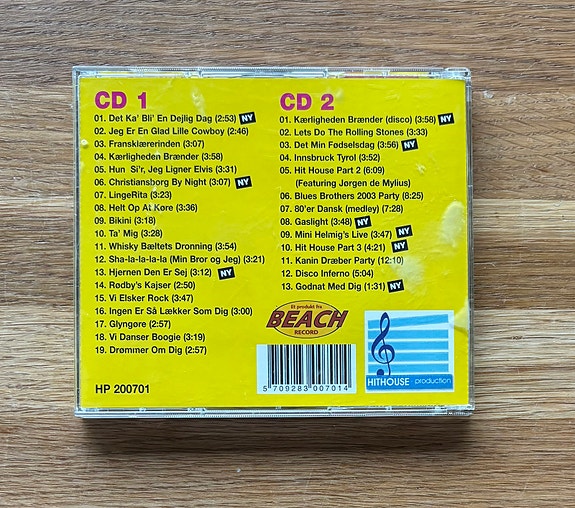 CD 1
01. Det Ka' Bli' En Dejlig Dag (2:53) NY
02. Jeg Er En Glad Lille Cowboy (2:46)
03. Fransklærerinden (3:07)
04. Kærligheden Brænder (3:58)
05. Hun Si'r, Jeg Ligner Elvis (3:31)
06. Christiansborg By Night (3:07) NY
07. LingeRita (3:23)
08. Helt Op At Køre (3:36)
09. Bikini (3:18)
10. Ta' Mig (3:28)
11. Whisky Bæltets Dronning (3:54)
12. Sha-la-la-la-la (Min Bror og Jeg) (3:21)
13. Hjernen Den Er Sej (3:12) NY
14. Rødby's Kajser (2:50)
15. Vi Elsker Rock (3:47)
16. Ingen Er Så Lækker Som Dig (3:00)
17. Glyngøre (2:57)
18. Vi Danser Boogie (3:19)
19. Drømmer Om Dig (2:57)
HP 200701
CD 2
01. Kærligheden Brænder (disco) (3:58) NY
02. Lets Do The Rolling Stones (3:33)
03. Det Min Fødselsdag (3:56) NY
04. Innsbruck Tyrol (3:52)
05. Hit House Part 2 (6:09)
(Featuring Jørgen de Mylius)
06. Blues Brothers 2003 Party (8:25)
07. 80'er Dansk (medley) (7:28)
08. Gaslight (3:48) NY
09. Mini Helmig's Live (3:47) NY
10. Hit House Part 3 (4:21) NY
11. Kanin Dræber Party (12:10)
12. Disco Inferno (5:04)
13. Godnat Med Dig (1:31) NY
Et produkt fra
BEACH
RECORD
5 709283 007014
HITHOUSE production